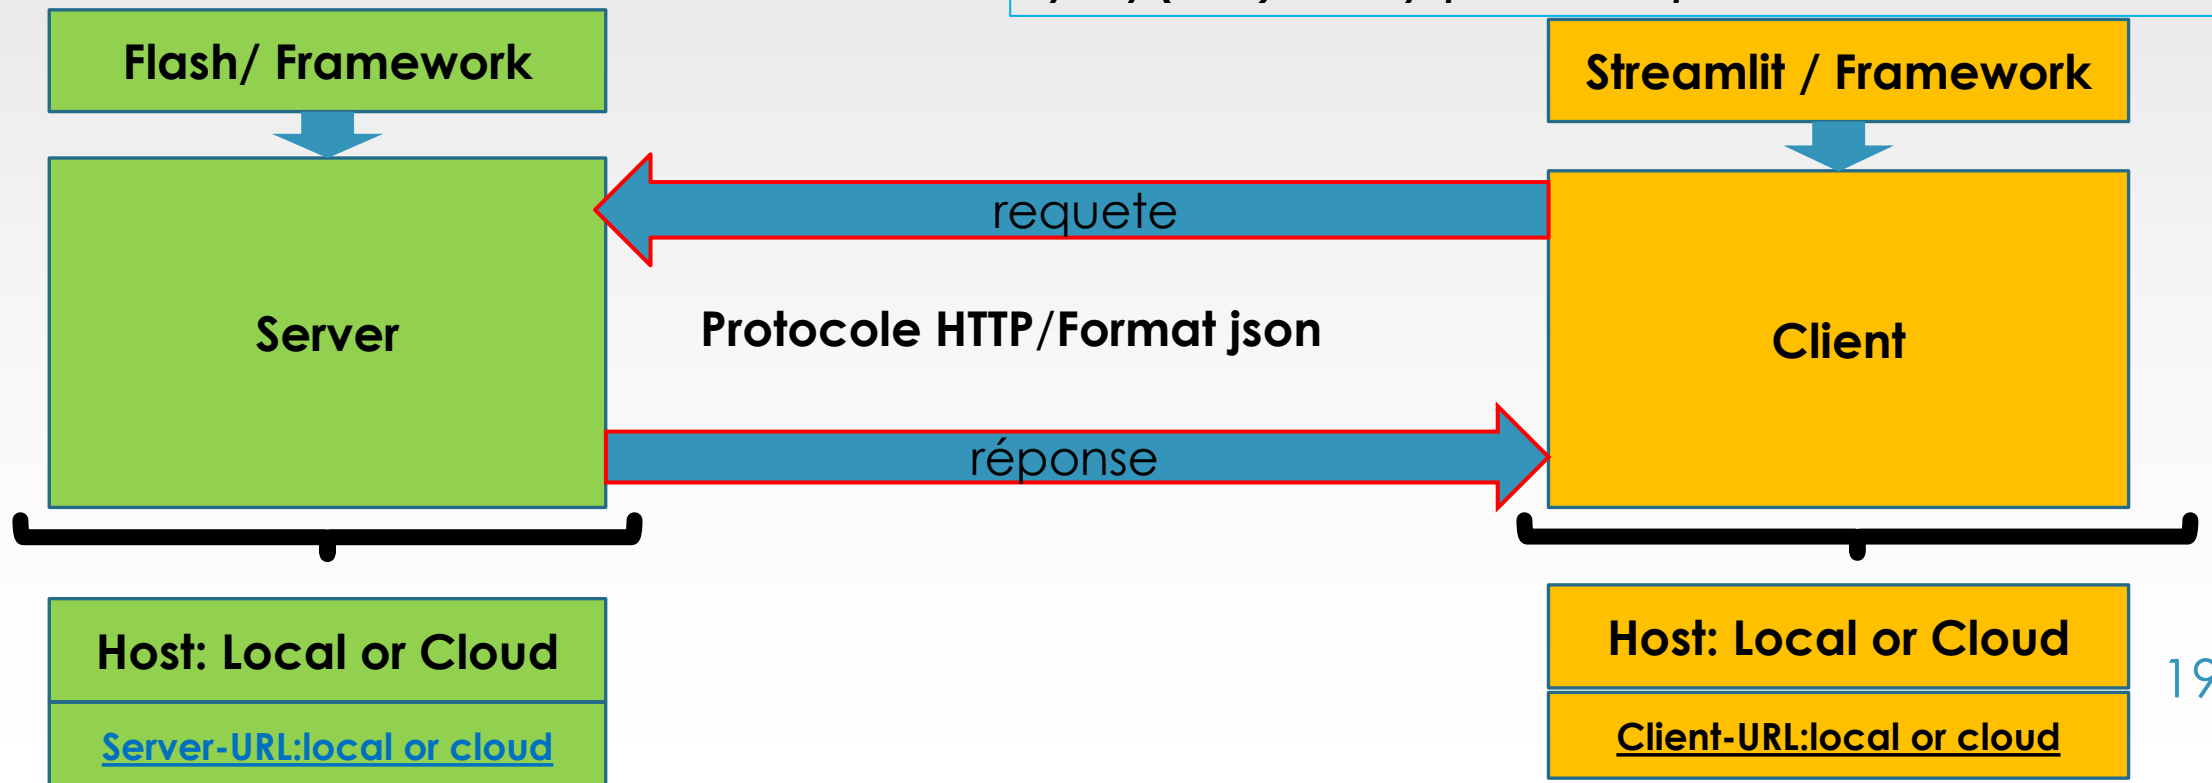 Flash/ Framework
Streamlit / Framework
requete
Server
Protocole HTTP/Format json
Client
réponse
Host: Local or Cloud
Host: Local or Cloud
19
Server-URL:local or cloud
Client-URL:local or cloud